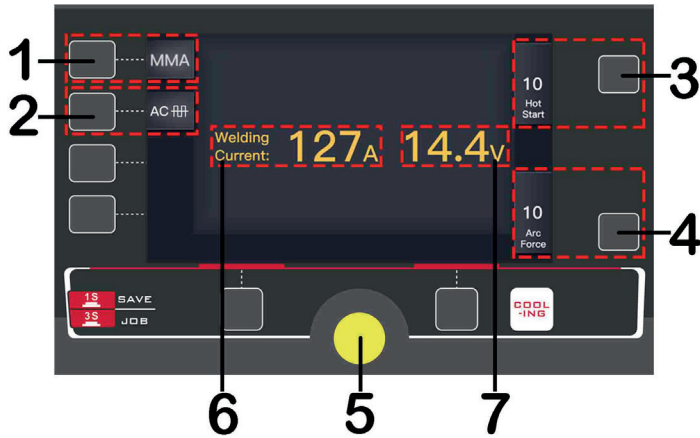 1
MMA
2
AC
10
Hot
Start
3
Welding
Current:
127A
14.4V
10
Arc
Force
4
1S
SAVE
3S
JOB
COOL
-ING
6
5
7